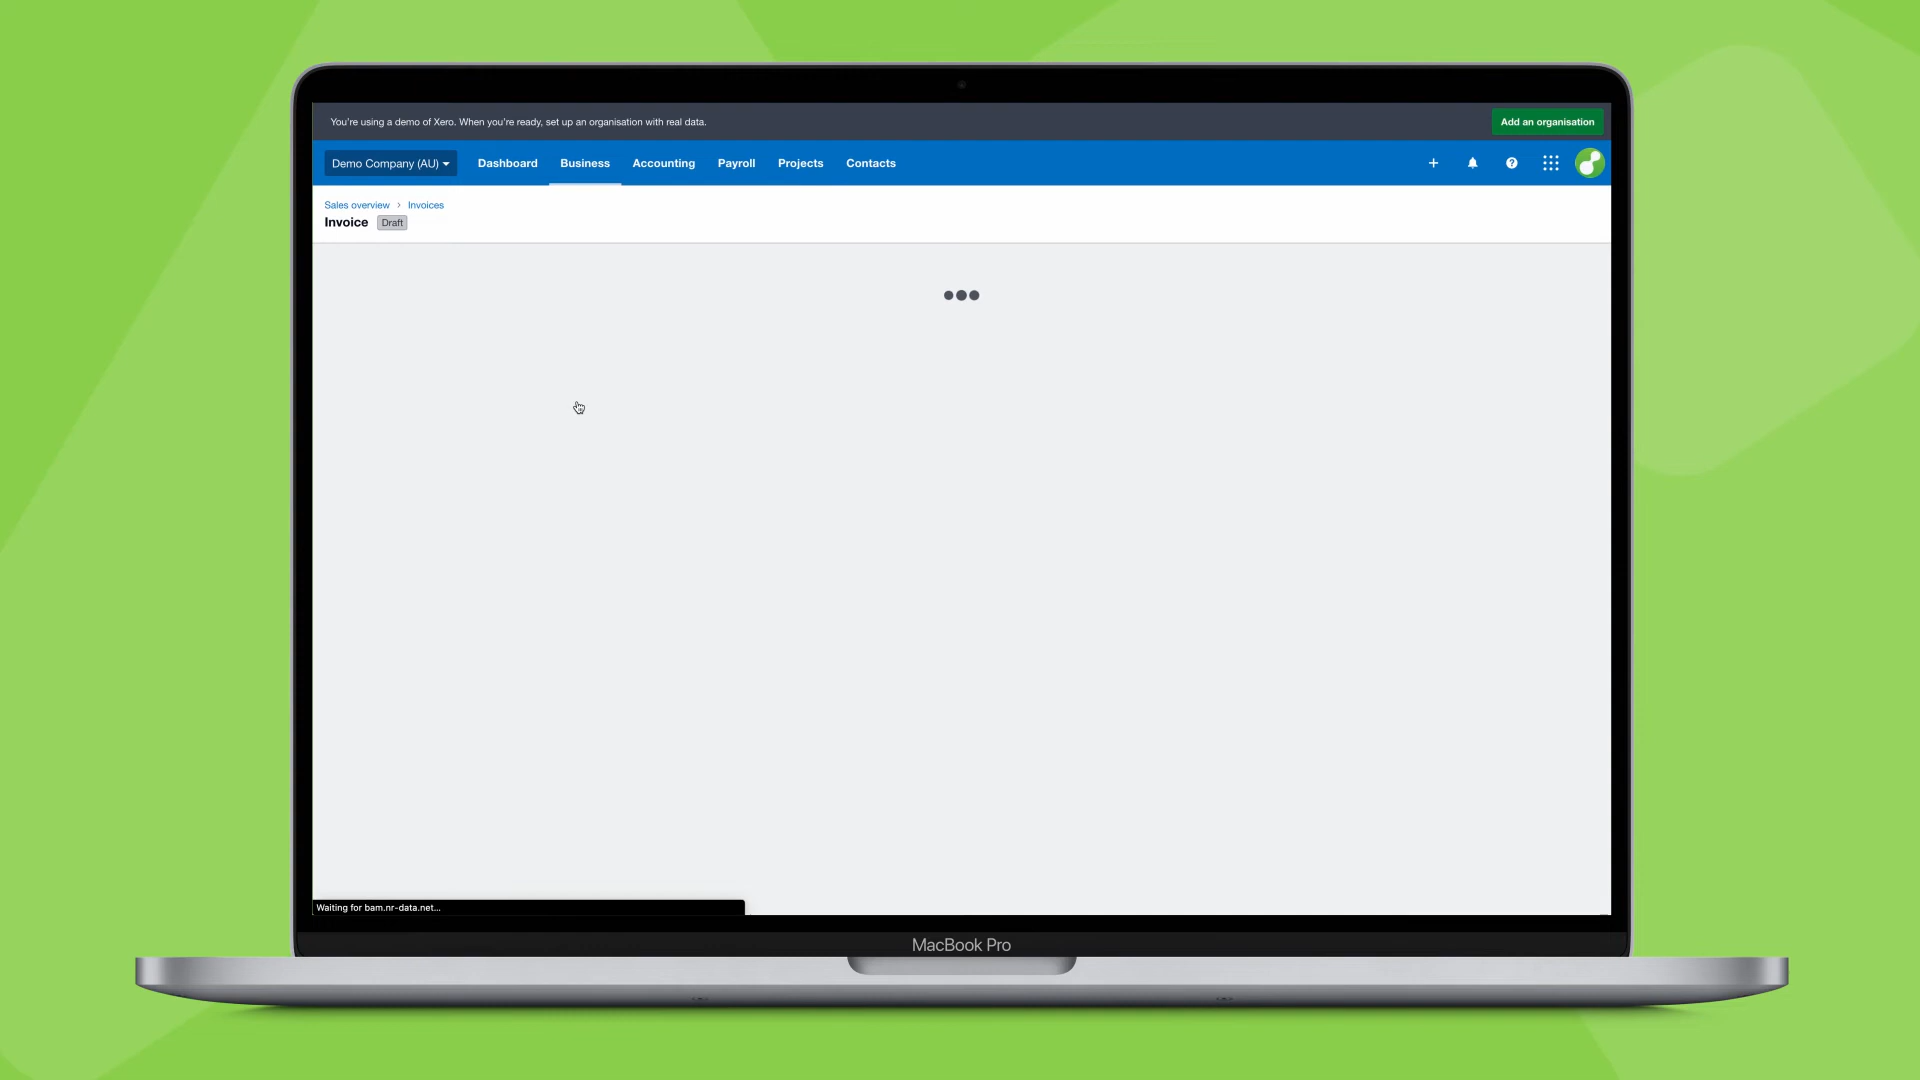 You're using a demo of Xero. When you're ready, set up an organisation with real data.
Add an organisation
Demo Company (AU)
Dashboard
Business
Accounting
Payroll
Projects
Contacts
Sales overview > Invoices
Invoice
Draft
Waiting for bam.nr-data.net...
MacBook Pro